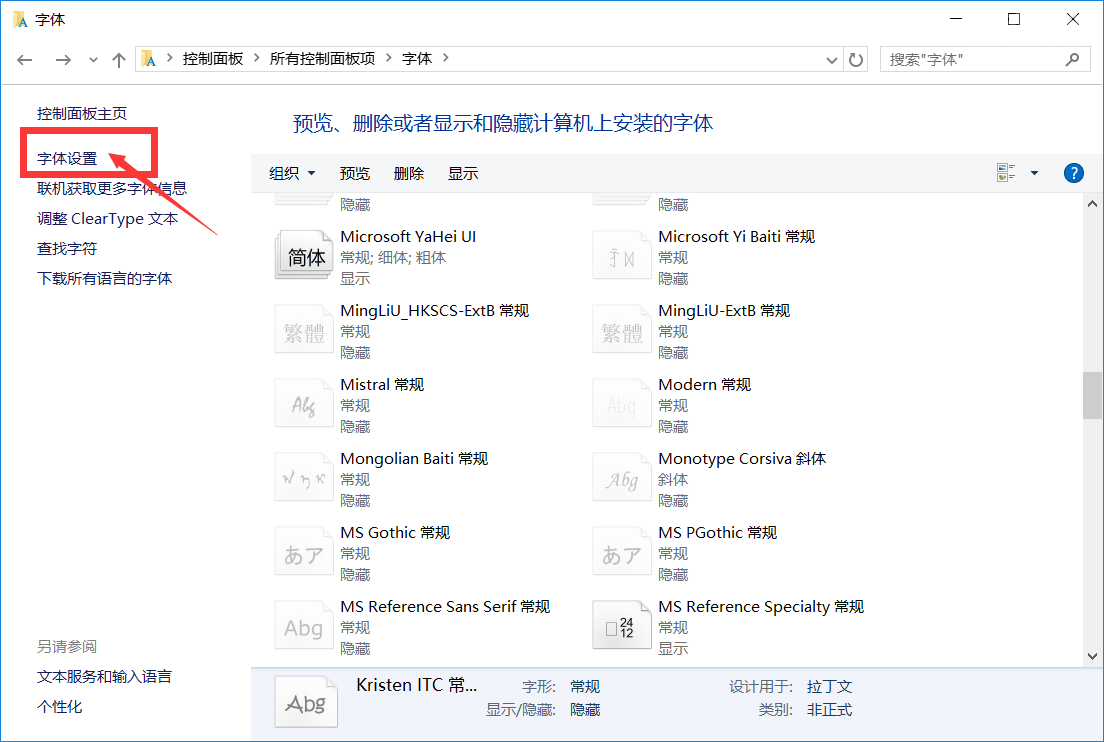 字体
控制面板 所有控制面板项 字体
搜索"字体"
控制面板主页
字体设置
联机获取更多字体信息
调整 ClearType 文本
查找字符
下载所有语言的字体
另请参阅
文本服务和输入语言
个性化
预览、删除或者显示和隐藏计算机上安装的字体
组织 预览 删除 显示
隐藏 隐藏
简体
Microsoft YaHei UI
常规; 细体; 粗体
显示
Microsoft Yi Baiti 常规
常规
隐藏
繁體
MingLiU_HKSCS-ExtB 常规
常规
隐藏
繁體
MingLiU-ExtB 常规
常规
隐藏
Abg
Mistral 常规
常规
隐藏
Abg
Modern 常规
常规
隐藏
Mongolian Baiti 常规
常规
隐藏
Abg
Monotype Corsiva 斜体
斜体
隐藏
あア
MS Gothic 常规
常规
隐藏
あア
MS PGothic 常规
常规
隐藏
Abg
MS Reference Sans Serif 常规
常规
隐藏
24
12
MS Reference Specialty 常规
常规
显示
Abg
Kristen ITC 常...
字形: 常规
显示/隐藏: 隐藏
设计用于: 拉丁文
类别: 非正式